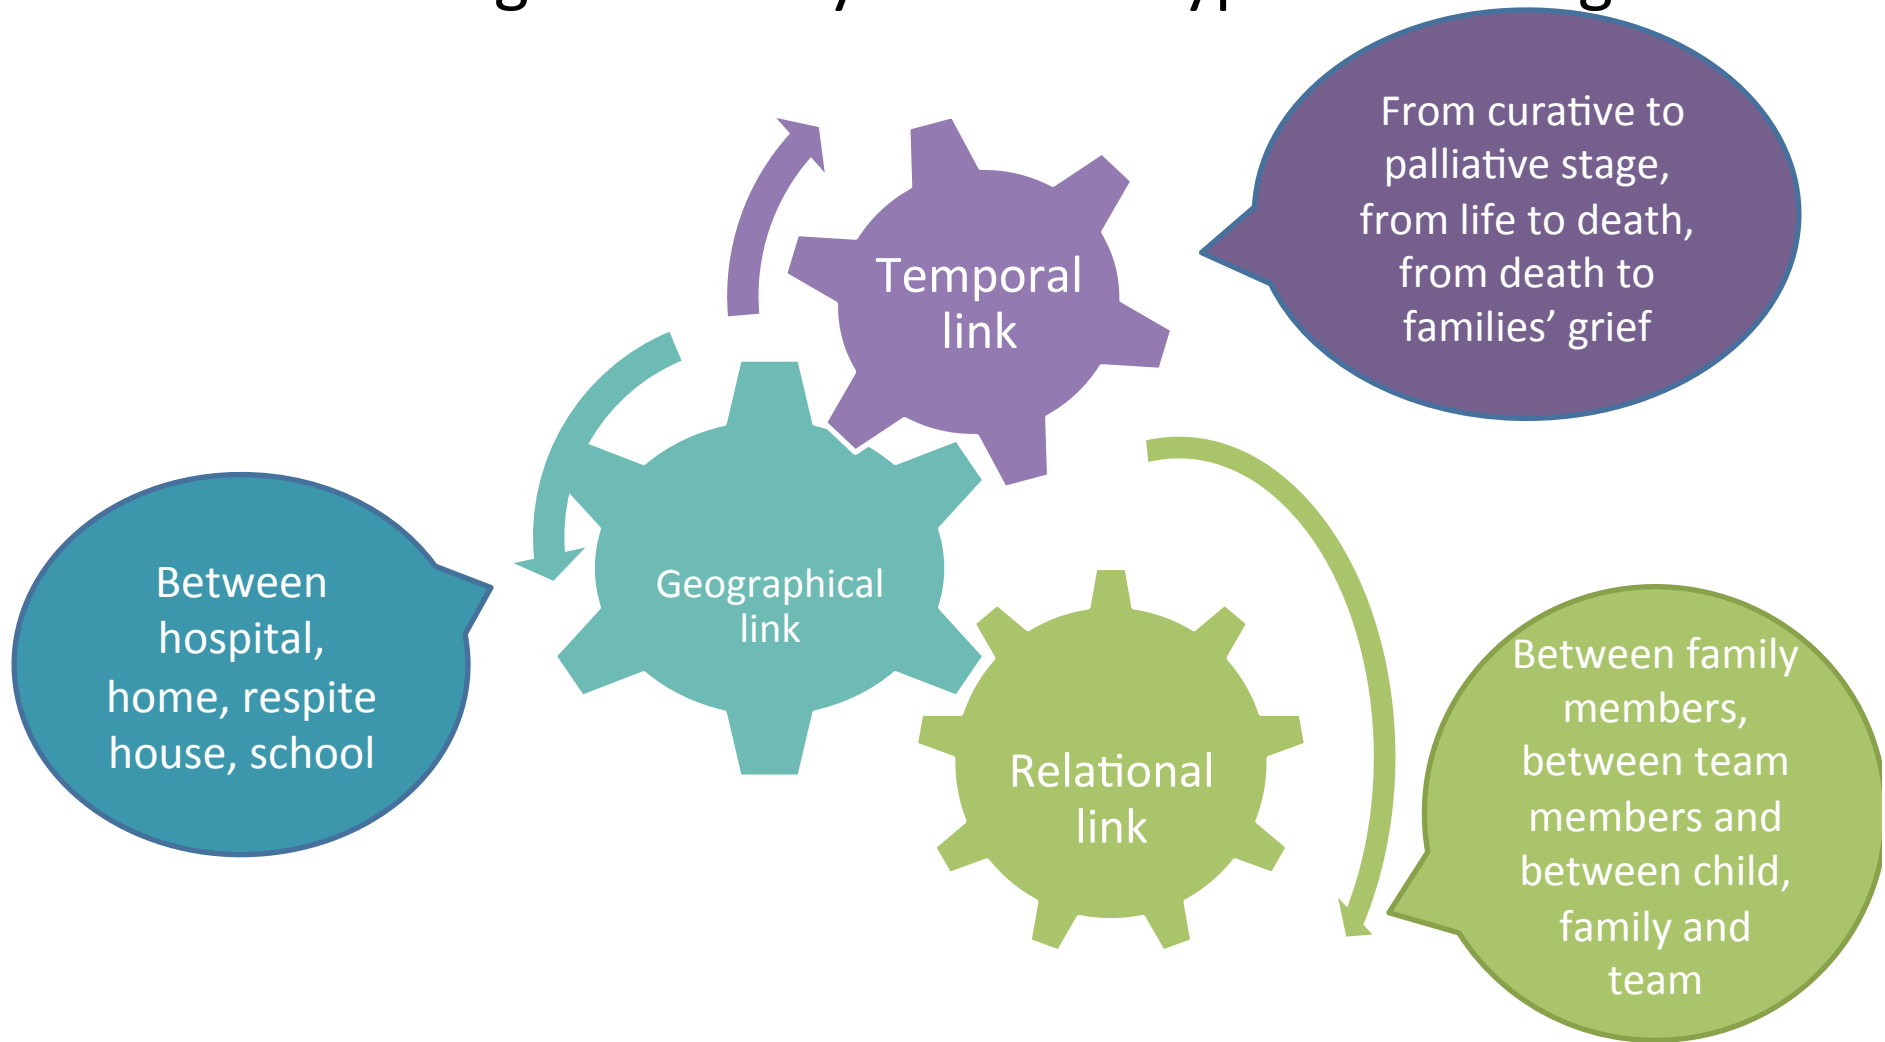 From curative to
palliative stage,
from life to death,
from death to
families’ grief
Temporal
link
Geographical
link
Between
hospital,
home, respite
house, school
Relational
link
Between family
members,
between team
members and
between child,
family and
team